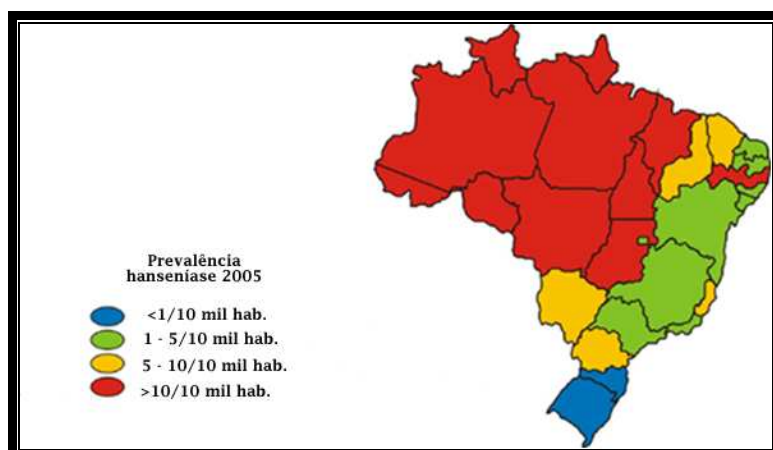 Prevalência
hanseníase 2005
<1/10 mil hab.
1 - 5/10 mil hab.
5 - 10/10 mil hab.
>10/10 mil hab.